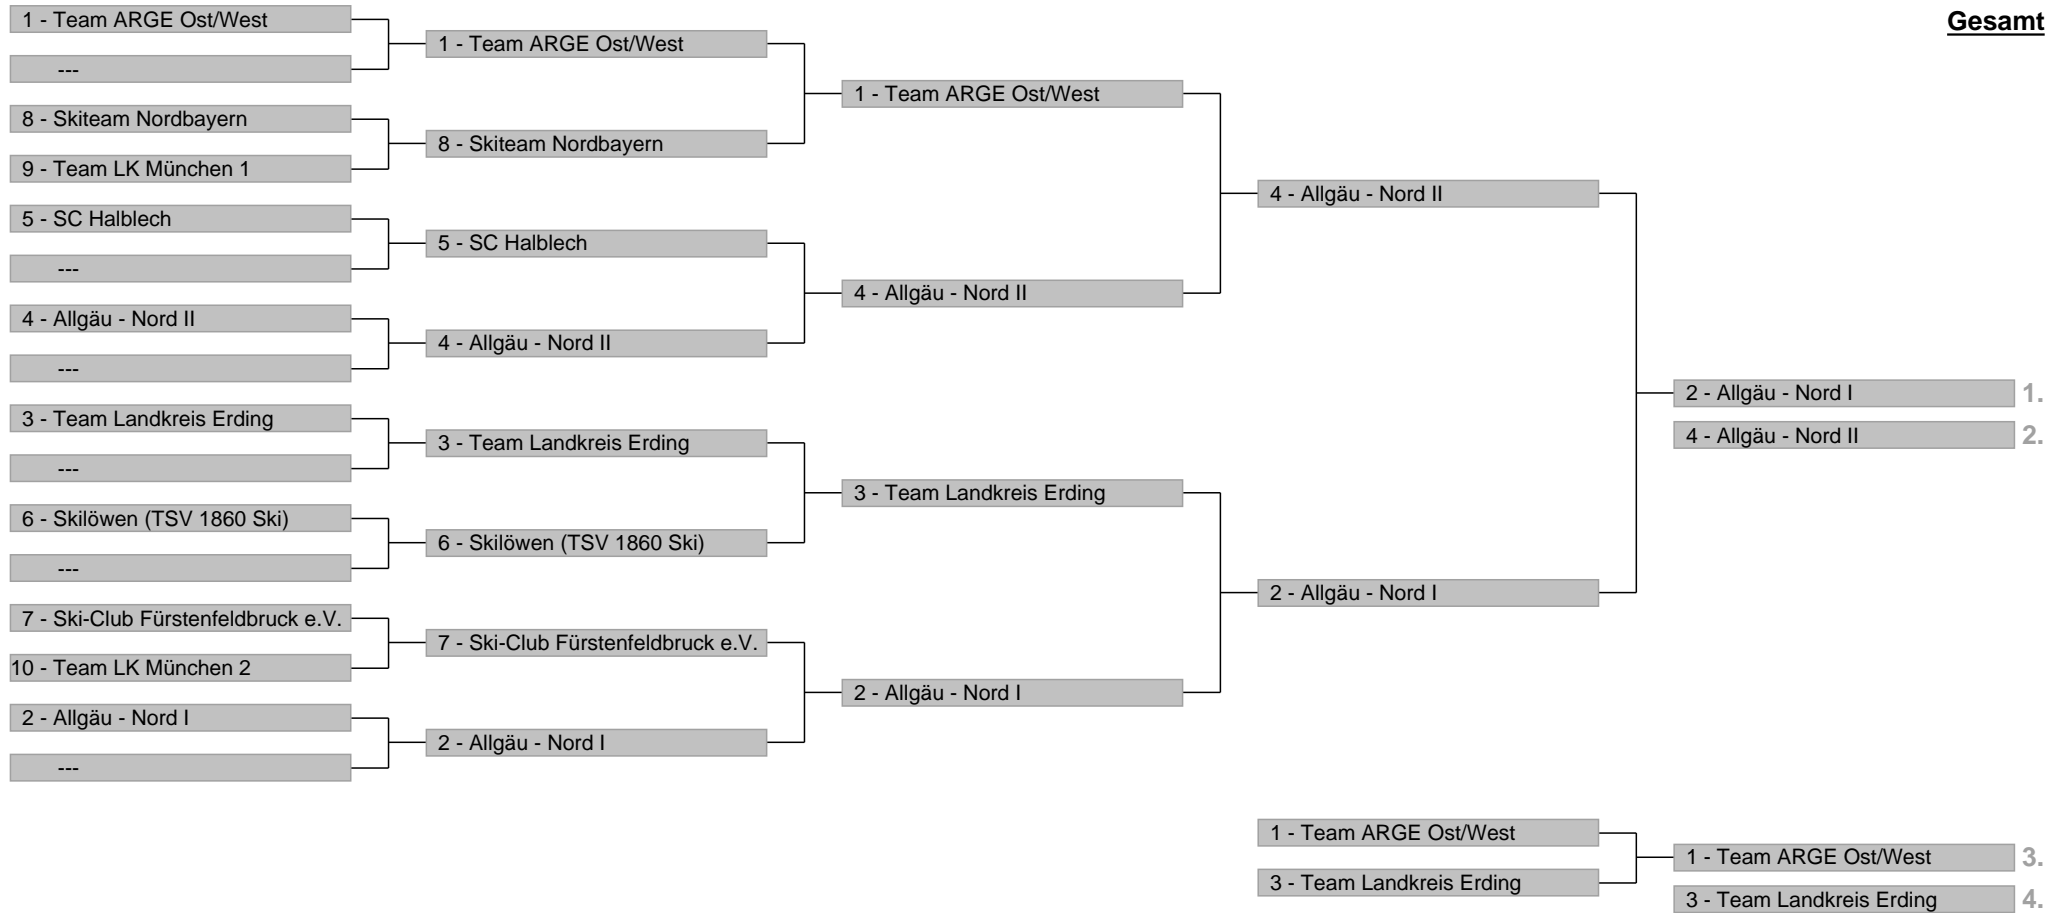 Gesamt
1 - Team ARGE Ost/West
---
8 - Skiteam Nordbayern
9 - Team LK München 1
5 - SC Halblech
---
4 - Allgäu - Nord II
---
3 - Team Landkreis Erding
---
6 - Skilöwen (TSV 1860 Ski)
---
7 - Ski-Club Fürstenfeldbruck e.V.
10 - Team LK München 2
2 - Allgäu - Nord I
---
1 - Team ARGE Ost/West
8 - Skiteam Nordbayern
5 - SC Halblech
4 - Allgäu - Nord II
3 - Team Landkreis Erding
6 - Skilöwen (TSV 1860 Ski)
7 - Ski-Club Fürstenfeldbruck e.V.
2 - Allgäu - Nord I
1 - Team ARGE Ost/West
4 - Allgäu - Nord II
3 - Team Landkreis Erding
2 - Allgäu - Nord I
4 - Allgäu - Nord II
2 - Allgäu - Nord I
2 - Allgäu - Nord I 1.
4 - Allgäu - Nord II 2.
1 - Team ARGE Ost/West
3 - Team Landkreis Erding
1 - Team ARGE Ost/West 3.
3 - Team Landkreis Erding 4.